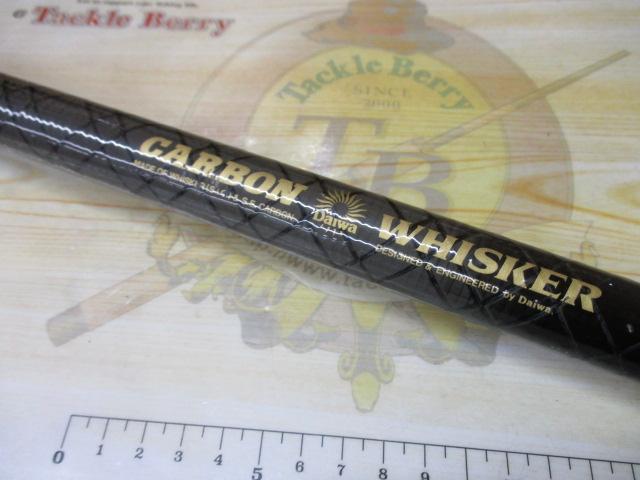 Tackle Berry
Tackle Berry
SINCE
2000
TB
CARBON
Daiwa
WHISKER
DESIGNED & ENGINEERED by Daiwa
0 1 2 3 4 5 6 7 8 9